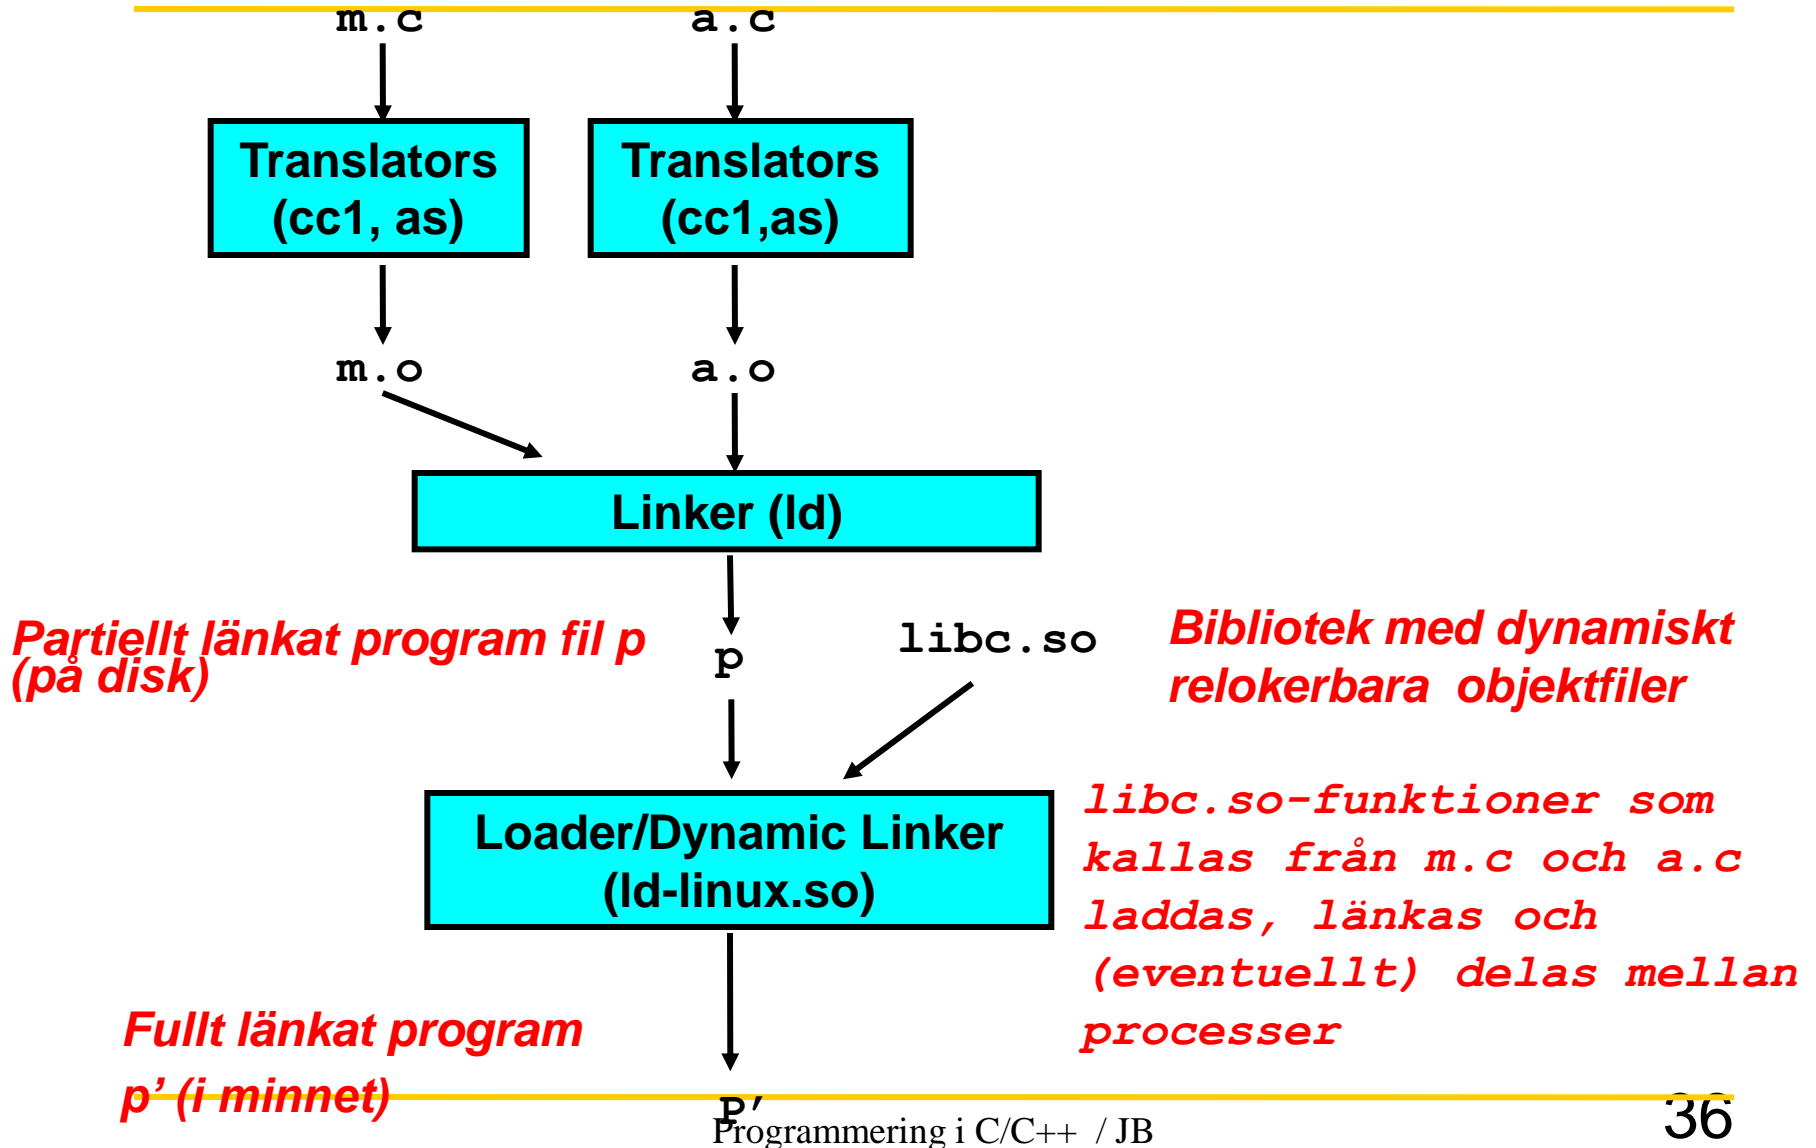 m.c
a.c
Translators
(cc1, as)
Translators
(cc1,as)
m.o
a.o
Linker (ld)
Partiellt länkat program fil p
(på disk)
p
libc.so
Bibliotek med dynamiskt
relokerbara objektfiler
Loader/Dynamic Linker
(ld-linux.so)
libc.so-funktioner som
kallas från m.c och a.c
laddas, länkas och
(eventuellt) delas mellan
processer
Fullt länkat program
p’ (i minnet)
P’
Programmering i C/C++ / JB
36